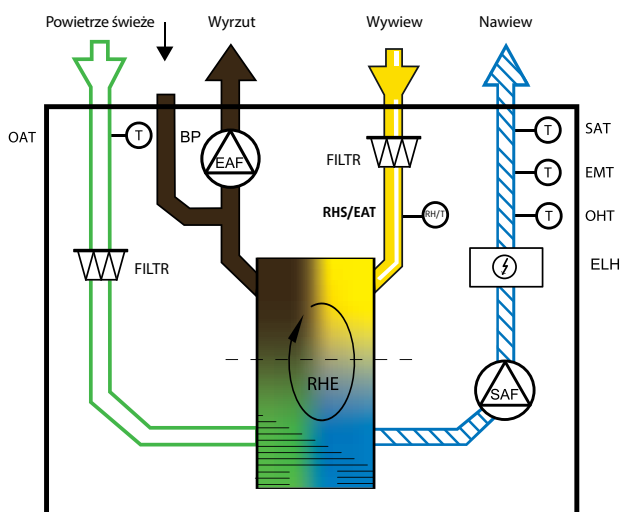 Powietrze świeże
Wyrzut
Wywiew
Nawiew
OAT
T
BP
EAF
FILTR
T
SAT
T
EMT
RHS/EAT
RH/T
T
OHT
FILTR
ELH
RHE
SAF